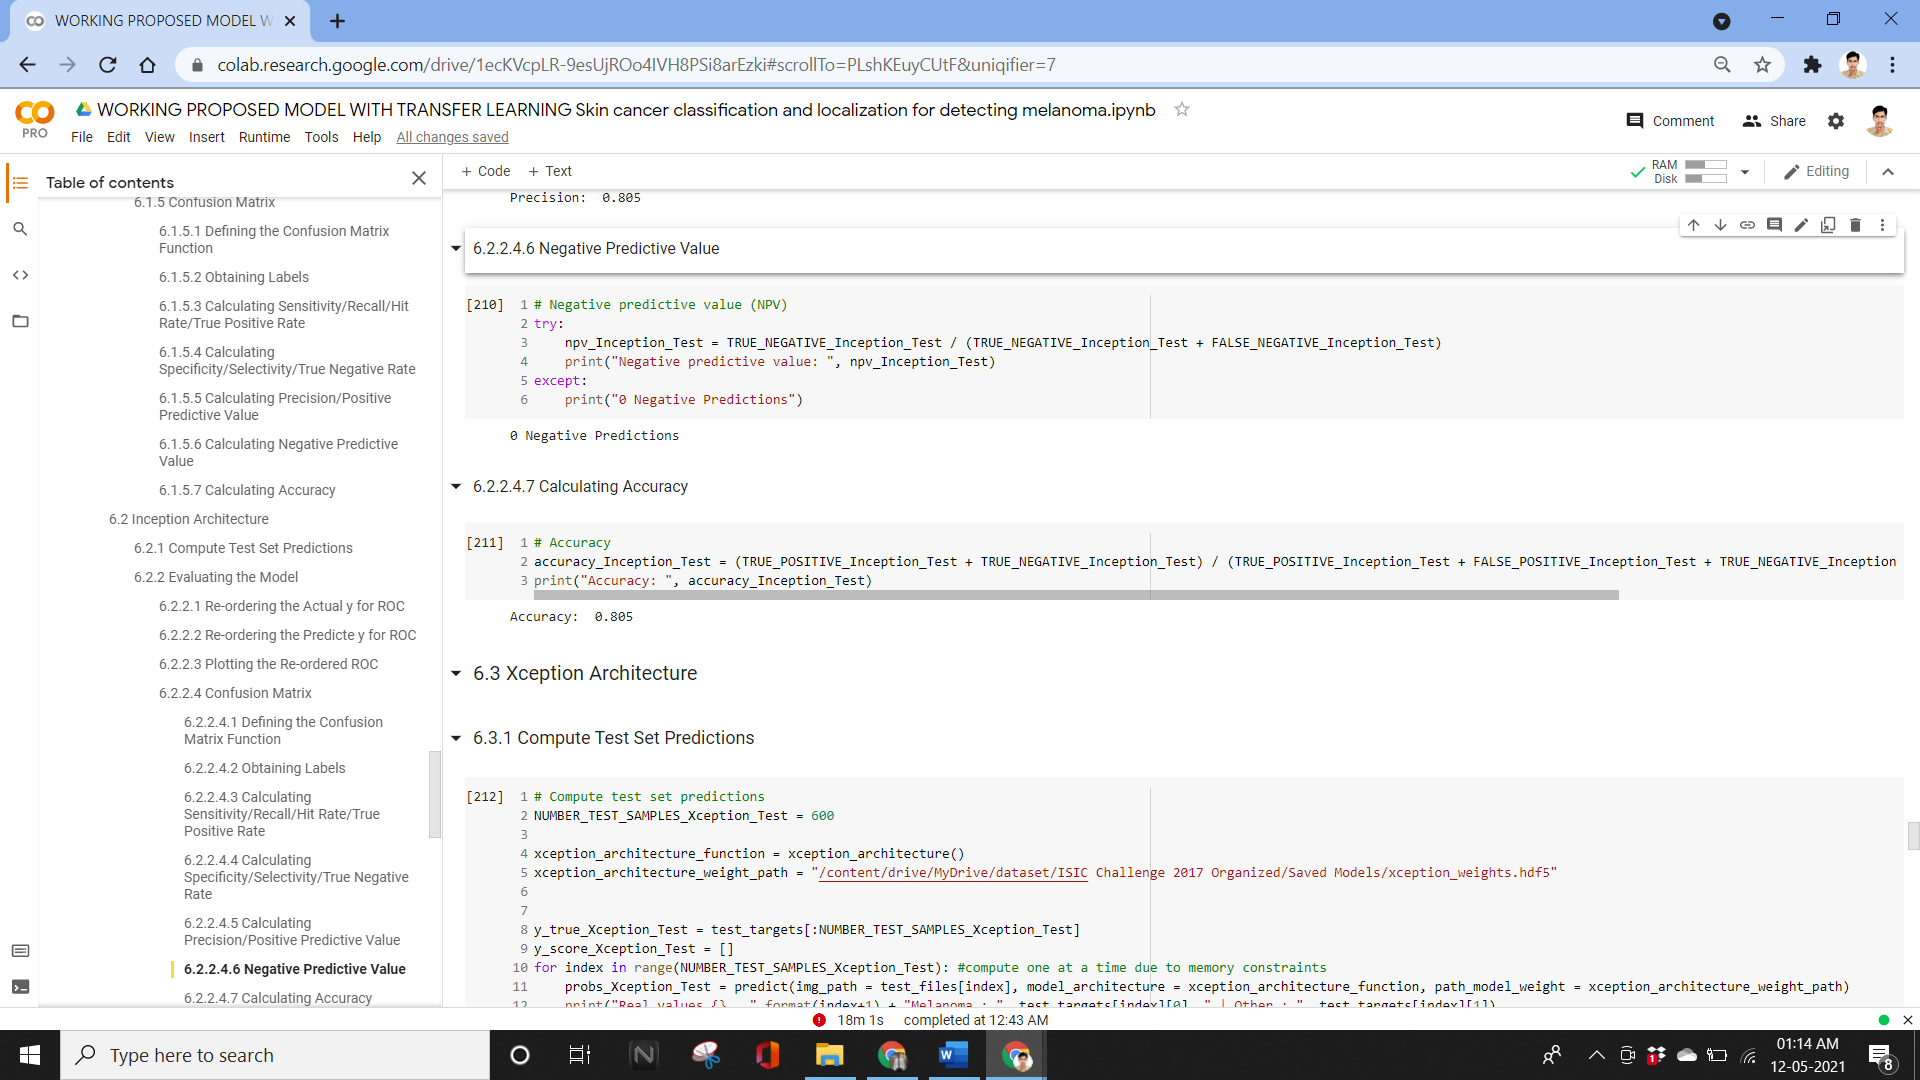 WORKING PROPOSED MODEL W
colab.research.google.com/drive/1ecKVcpLR-9esUjROo4IVH8PSi8arEzki#scrollTo=PLshKEuyCUtF&uniqifier=7
CO
PRO
WORKING PROPOSED MODEL WITH TRANSFER LEARNING Skin cancer classification and localization for detecting melanoma.ipynb
File Edit View Insert Runtime Tools Help All changes saved
Comment
Share
Table of contents
6.1.5 Confusion Matrix
6.1.5.1 Defining the Confusion Matrix
Function
6.1.5.2 Obtaining Labels
6.1.5.3 Calculating Sensitivity/Recall/Hit
Rate/True Positive Rate
6.1.5.4 Calculating
Specificity/Selectivity/True Negative Rate
6.1.5.5 Calculating Precision/Positive
Predictive Value
6.1.5.6 Calculating Negative Predictive
Value
6.1.5.7 Calculating Accuracy
6.2 Inception Architecture
6.2.1 Compute Test Set Predictions
6.2.2 Evaluating the Model
6.2.2.1 Re-ordering the Actual y for ROC
6.2.2.2 Re-ordering the Predicte y for ROC
6.2.2.3 Plotting the Re-ordered ROC
6.2.2.4 Confusion Matrix
6.2.2.4.1 Defining the Confusion
Matrix Function
6.2.2.4.2 Obtaining Labels
6.2.2.4.3 Calculating
Sensitivity/Recall/Hit Rate/True
Positive Rate
6.2.2.4.4 Calculating
Specificity/Selectivity/True Negative
Rate
6.2.2.4.5 Calculating
Precision/Positive Predictive Value
6.2.2.4.6 Negative Predictive Value
6.2.2.4.7 Calculating Accuracy
+ Code + Text
RAM
Disk
Editing
Precision:  0.805
6.2.2.4.6 Negative Predictive Value
[210]
1 # Negative predictive value (NPV)
2 try:
3     npv_Inception_Test = TRUE_NEGATIVE_Inception_Test / (TRUE_NEGATIVE_Inception_Test + FALSE_NEGATIVE_Inception_Test)
4     print("Negative predictive value: ", npv_Inception_Test)
5 except:
6     print("0 Negative Predictions")
0 Negative Predictions
6.2.2.4.7 Calculating Accuracy
[211]
1 # Accuracy
2 accuracy_Inception_Test = (TRUE_POSITIVE_Inception_Test + TRUE_NEGATIVE_Inception_Test) / (TRUE_POSITIVE_Inception_Test + FALSE_POSITIVE_Inception_Test + TRUE_NEGATIVE_Inception
3 print("Accuracy: ", accuracy_Inception_Test)
Accuracy:  0.805
6.3 Xception Architecture
6.3.1 Compute Test Set Predictions
[212]
1 # Compute test set predictions
2 NUMBER_TEST_SAMPLES_Xception_Test = 600
3
4 xception_architecture_function = xception_architecture()
5 xception_architecture_weight_path = "/content/drive/MyDrive/dataset/ISIC Challenge 2017 Organized/Saved Models/xception_weights.hdf5"
6
7
8 y_true_Xception_Test = test_targets[:NUMBER_TEST_SAMPLES_Xception_Test]
9 y_score_Xception_Test = []
10 for index in range(NUMBER_TEST_SAMPLES_Xception_Test): #compute one at a time due to memory constraints
11     probs_Xception_Test = predict(img_path = test_files[index], model_architecture = xception_architecture_function, path_model_weight = xception_architecture_weight_path)
12     print("Real values {} . ".format(index+1) + "Melanoma : ", test_targets[index][0], " | Other : ", test_targets[index][1])
18m 1s completed at 12:43 AM
Type here to search
01:14 AM
12-05-2021
8